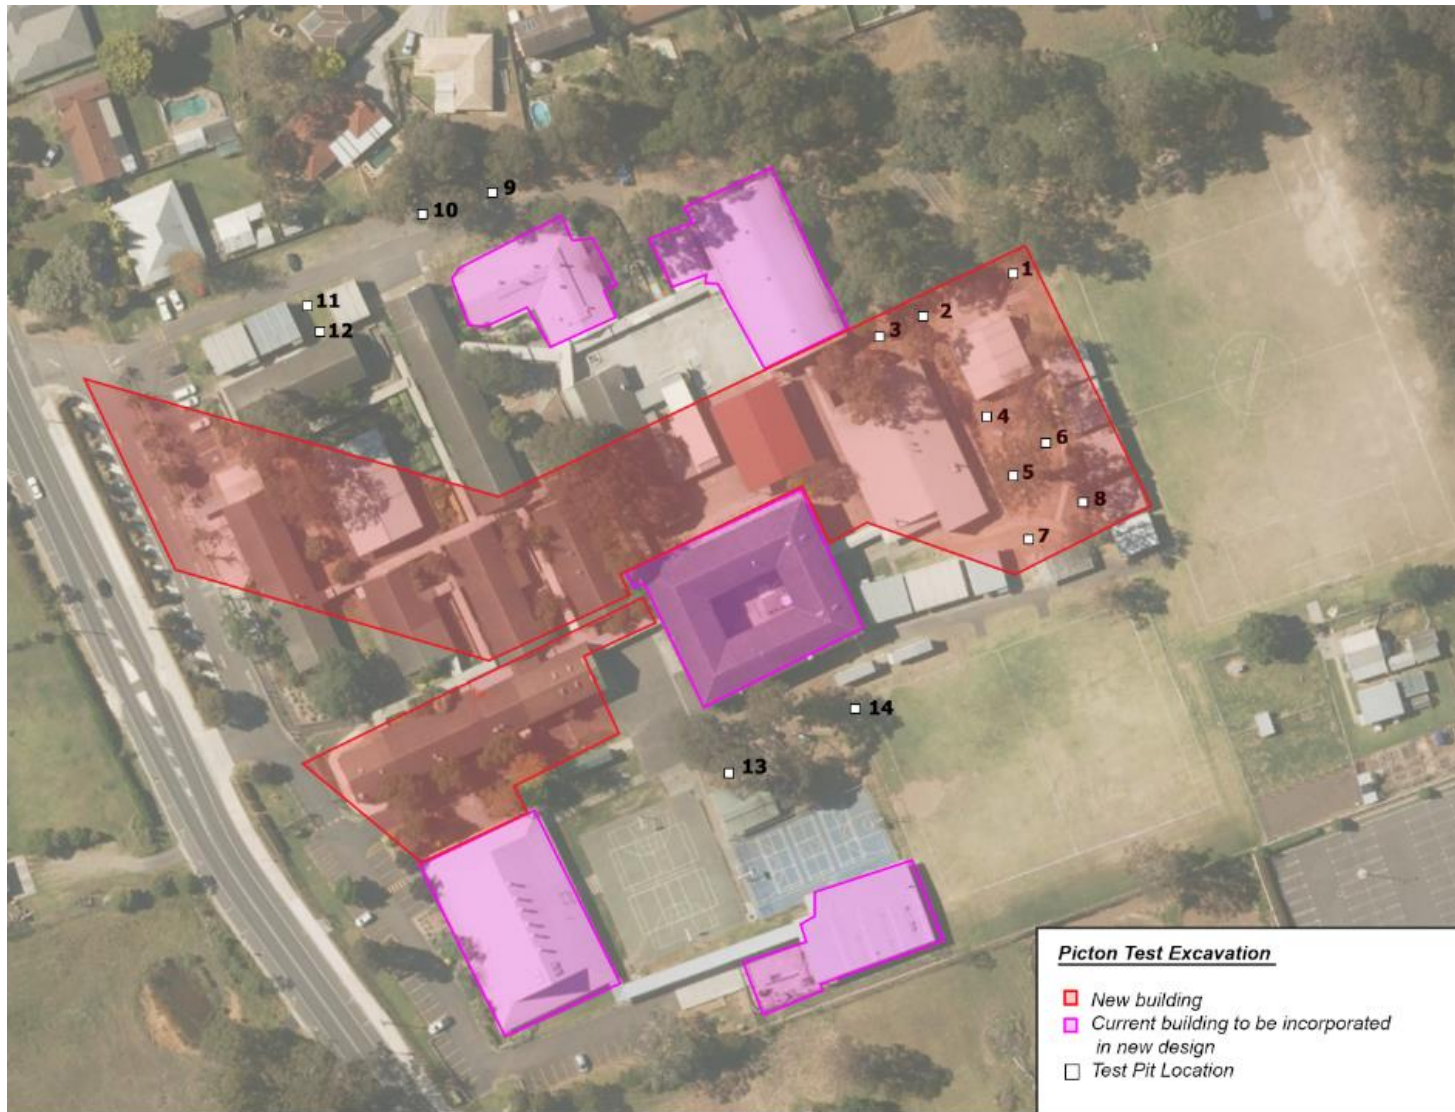 9
10
1
11
2
12
3
4
6
5
8
7
14
13
Picton Test Excavation
New building
Current building to be incorporated
in new design
Test Pit Location